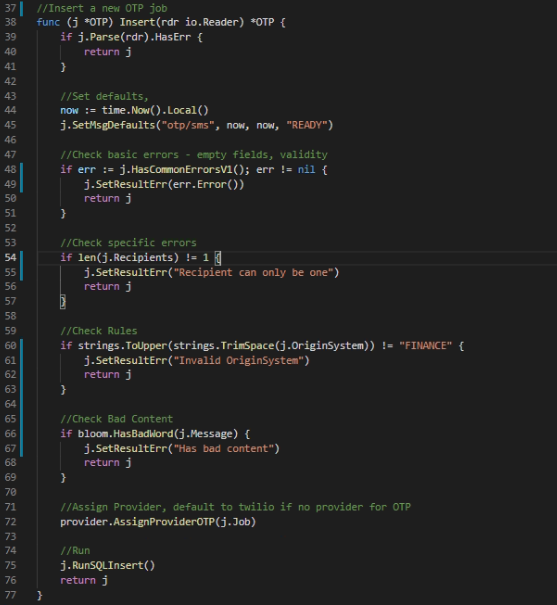 37 //Insert a new OTP job
38 func (j *OTP) Insert(rdr io.Reader) *OTP {
39     if j.Parse(rdr).HasErr {
40         return j
41     }
42
43     //Set defaults,
44     now := time.Now().Local()
45     j.SetMsgDefaults("otp/sms", now, now, "READY")
46
47     //Check basic errors - empty fields, validity
48     if err := j.HasCommonErrorsV1(); err != nil {
49         j.SetResultErr(err.Error())
50         return j
51     }
52
53     //Check specific errors
54     if len(j.Recipients) != 1 {
55         j.SetResultErr("Recipient can only be one")
56         return j
57     }
58
59     //Check Rules
60     if strings.ToUpper(strings.TrimSpace(j.OriginSystem)) != "FINANCE" {
61         j.SetResultErr("Invalid OriginSystem")
62         return j
63     }
64
65     //Check Bad Content
66     if bloom.HasBadWord(j.Message) {
67         j.SetResultErr("Has bad content")
68         return j
69     }
70
71     //Assign Provider, default to twilio if no provider for OTP
72     provider.AssignProviderOTP(j.Job)
73
74     //Run
75     j.RunSQLInsert()
76     return j
77 }